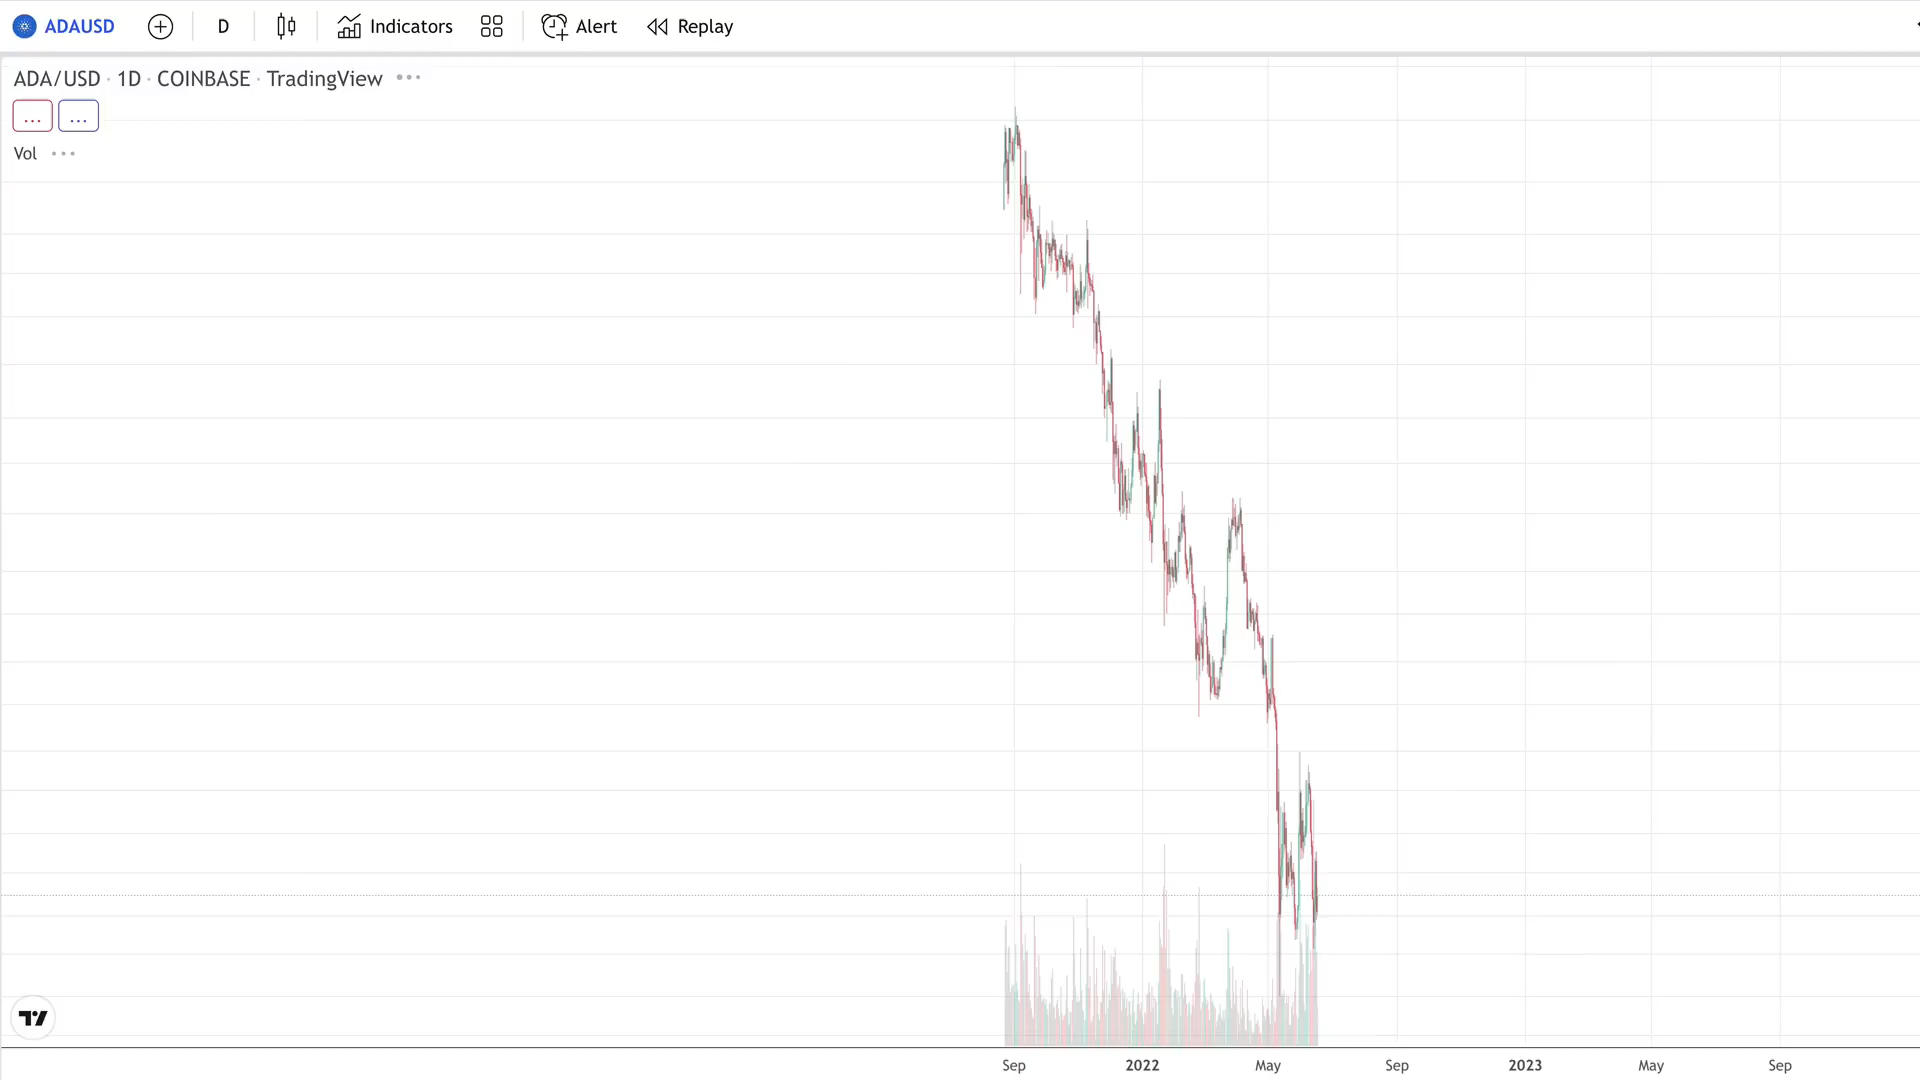 ADAUSD D Indicators Alert Replay
ADA/USD · 1D · COINBASE · TradingView
... ...
Vol
Sep 2022 May Sep 2023 May Sep